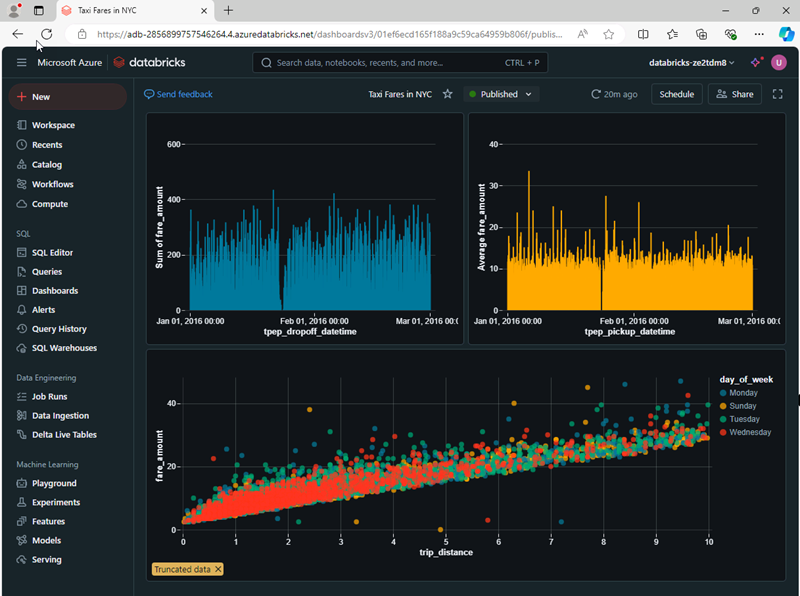 Taxi Fares in NYC
https://adb-2856899757546264.4.azuredatabricks.net/dashboardsv3/01ef6ecd165f188a9c59ca64959b806f/publis...
Microsoft Azure databricks
Search data, notebooks, recents, and more... CTRL + P
databricks-ze2tdm8
U
New
Workspace
Recents
Catalog
Workflows
Compute
SQL
SQL Editor
Queries
Dashboards
Alerts
Query History
SQL Warehouses
Data Engineering
Job Runs
Data Ingestion
Delta Live Tables
Machine Learning
Playground
Experiments
Features
Models
Serving
Send feedback
Taxi Fares in NYC
Published
20m ago
Schedule
Share
Sum of fare_amount
600
400
200
0
Jan 01, 2016 00:00 Feb 01, 2016 00:00 Mar 01, 2016 00:0
tpep_dropoff_datetime
Average fare_amount
40
30
20
10
0
Jan 01, 2016 00:00 Feb 01, 2016 00:00 Mar 01, 2016 00:0
tpep_pickup_datetime
fare_amount
40
20
0
0 1 2 3 4 5 6 7 8 9 10
trip_distance
day_of_week
Monday
Sunday
Tuesday
Wednesday
Truncated data